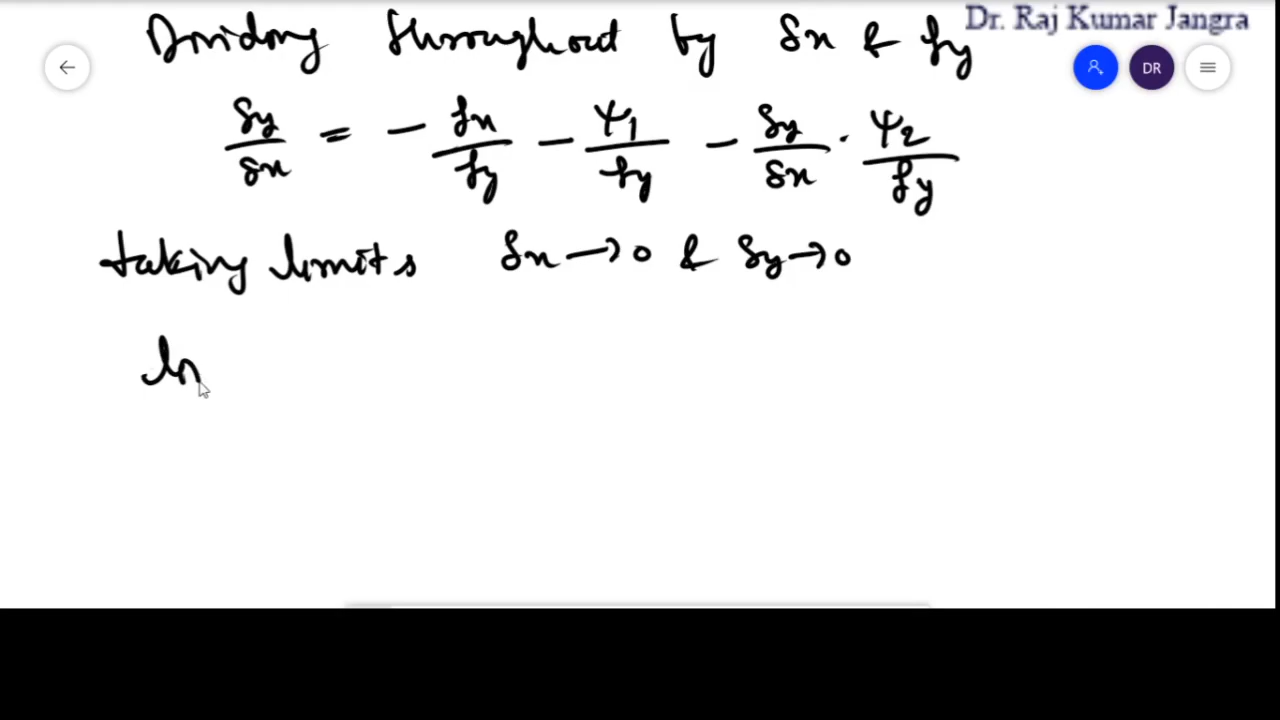 Dr. Raj Kumar Jangra
Dividing throughout by δx & fy
DR
δy/δx = - fx/fy - ψ1/fy - δy/δx · ψ2/fy
taking limits δx → 0 & δy → 0